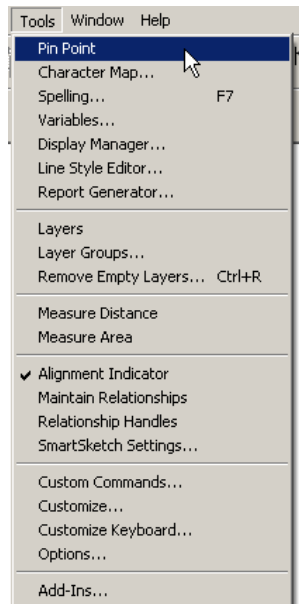 Tools Window Help
Pin Point
Character Map...
Spelling... F7
Variables...
Display Manager...
Line Style Editor...
Report Generator...
Layers
Layer Groups...
Remove Empty Layers... Ctrl+R
Measure Distance
Measure Area
Alignment Indicator
Maintain Relationships
Relationship Handles
SmartSketch Settings...
Custom Commands...
Customize...
Customize Keyboard...
Options...
Add-Ins...